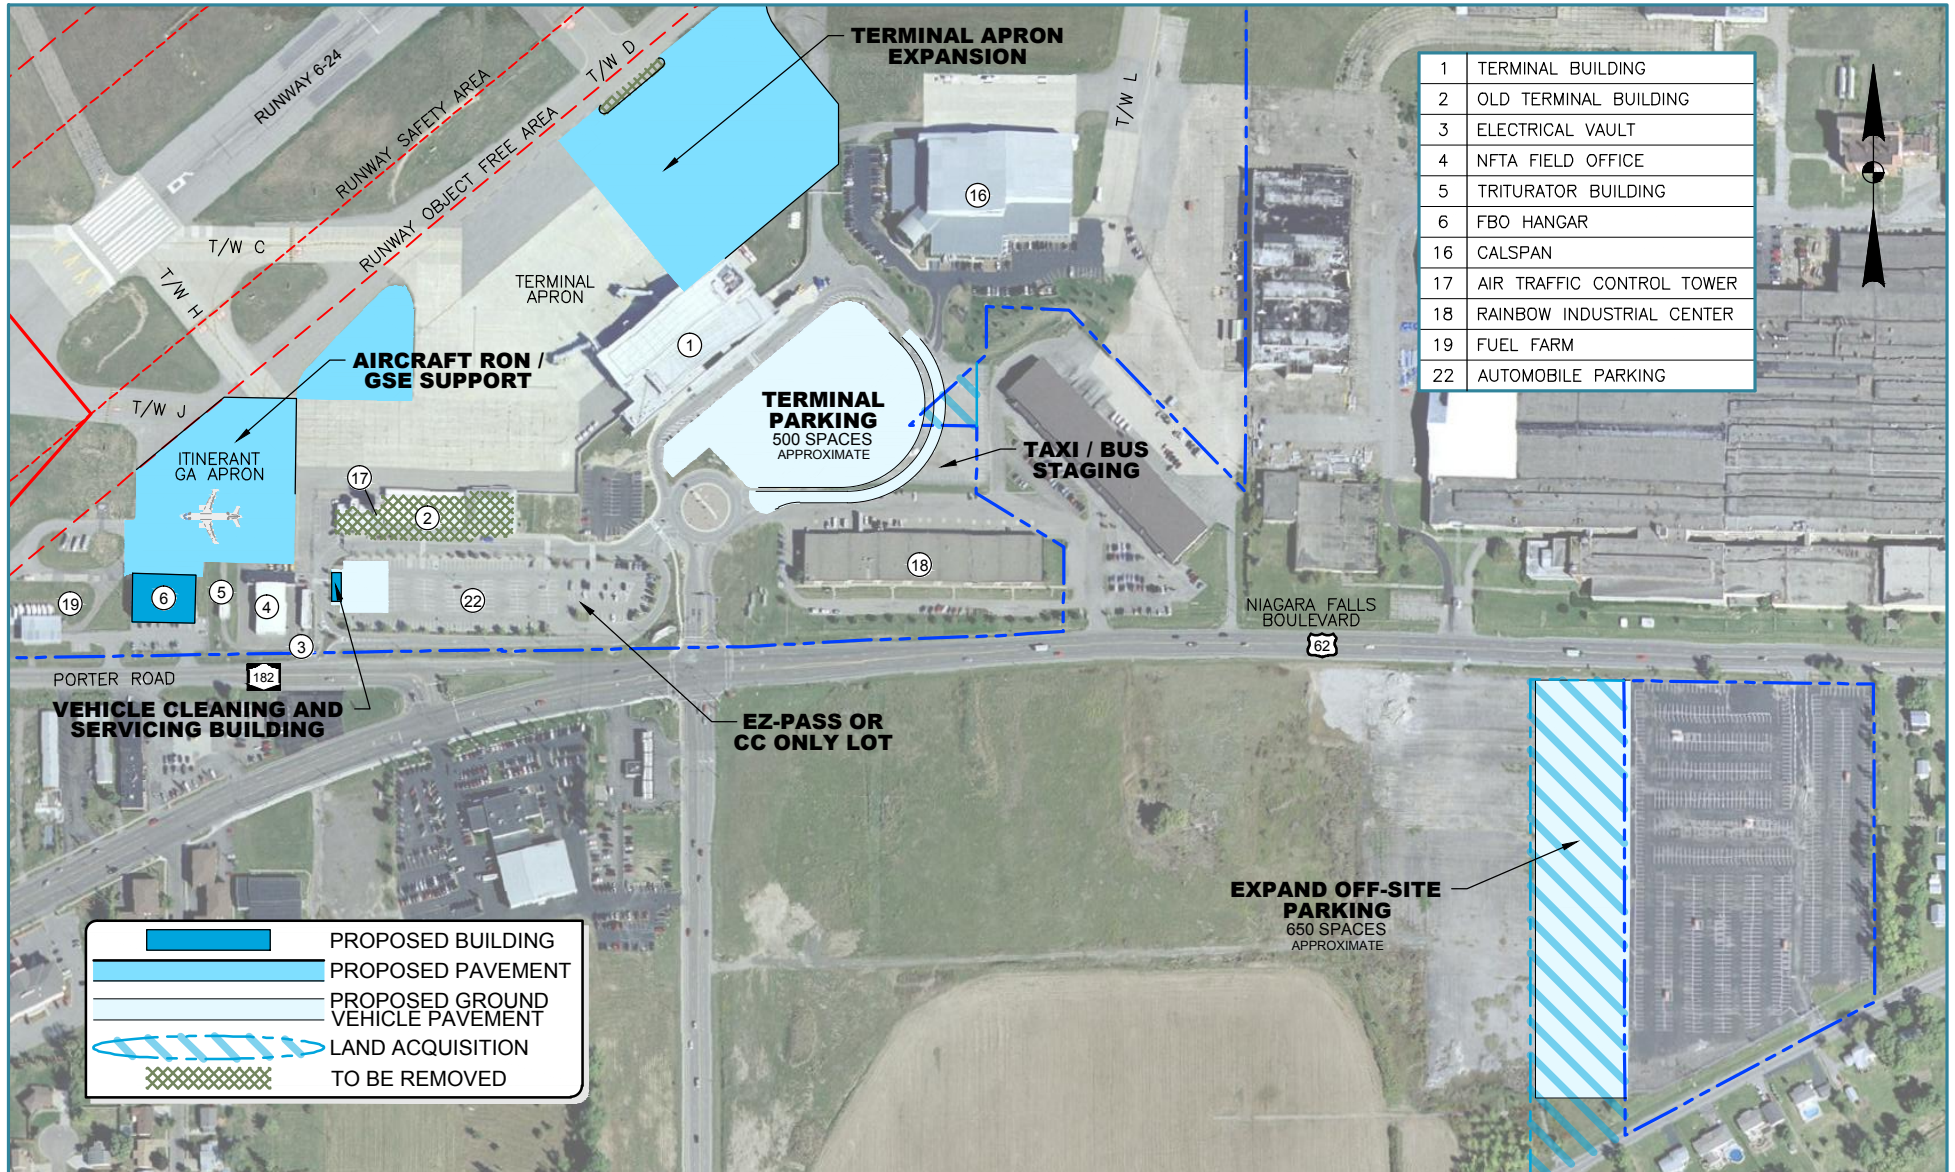 TERMINAL APRON
EXPANSION
T/W D
RUNWAY 6-24
RUNWAY SAFETY AREA
RUNWAY OBJECT FREE AREA
T/W L
1 TERMINAL BUILDING
2 OLD TERMINAL BUILDING
3 ELECTRICAL VAULT
4 NFTA FIELD OFFICE
5 TRITURATOR BUILDING
6 FBO HANGAR
16 CALSPAN
17 AIR TRAFFIC CONTROL TOWER
18 RAINBOW INDUSTRIAL CENTER
19 FUEL FARM
22 AUTOMOBILE PARKING
16
T/W C
T/W H
TERMINAL
APRON
1
AIRCRAFT RON /
GSE SUPPORT
T/W J
TERMINAL
PARKING
500 SPACES
APPROXIMATE
TAXI / BUS
STAGING
ITINERANT
GA APRON
17
2
18
19
6
5
4
22
3
NIAGARA FALLS
BOULEVARD
62
PORTER ROAD
182
VEHICLE CLEANING AND
SERVICING BUILDING
EZ-PASS OR
CC ONLY LOT
EXPAND OFF-SITE
PARKING
650 SPACES
APPROXIMATE
PROPOSED BUILDING
PROPOSED PAVEMENT
PROPOSED GROUND
VEHICLE PAVEMENT
LAND ACQUISITION
TO BE REMOVED